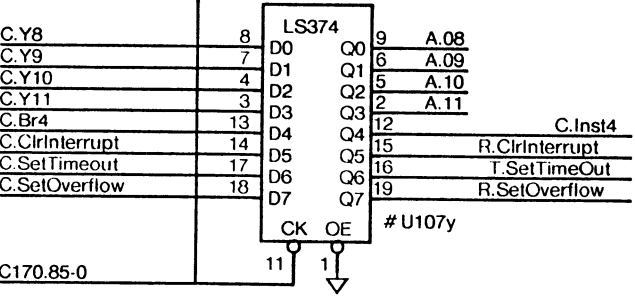 LS374
C.Y8 8 D0 Q0 9 A.08
C.Y9 7 D1 Q1 6 A.09
C.Y10 4 D2 Q2 5 A.10
C.Y11 3 D3 Q3 2 A.11
C.Br4 13 D4 Q4 12 C.Inst4
C.ClrInterrupt 14 D5 Q5 15 R.ClrInterrupt
C.SetTimeout 17 D6 Q6 16 T.SetTimeOut
C.SetOverflow 18 D7 Q7 19 R.SetOverflow
CK OE # U107y
C170.85-0 11 1